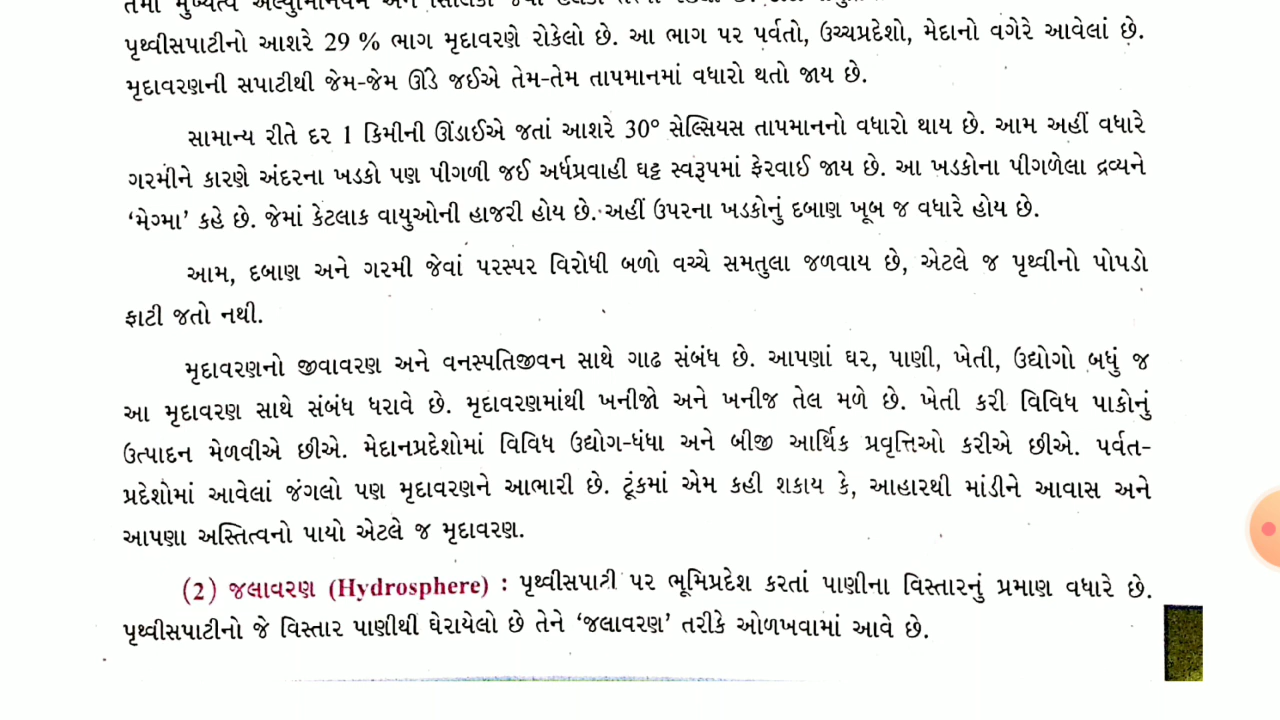 પૃથ્વીસપાટીનો આશરે 29 % ભાગ મૃદાવરણે રોકેલો છે. આ ભાગ પર પર્વતો, ઉચ્ચપ્રદેશો, મેદાનો વગેરે આવેલાં છે.
મૃદાવરણની સપાટીથી જેમ-જેમ ઊંડે જઈએ તેમ-તેમ તાપમાનમાં વધારો થતો જાય છે.
સામાન્ય રીતે દર 1 કિમીની ઊંડાઈએ જતાં આશરે 30° સેલ્સિયસ તાપમાનનો વધારો થાય છે. આમ અહીં વધારે
ગરમીને કારણે અંદરના ખડકો પણ પીગળી જઈ અર્ધપ્રવાહી ઘટ્ટ સ્વરૂપમાં ફેરવાઈ જાય છે. આ ખડકોના પીગળેલા દ્રવ્યને
‘મેગ્મા’ કહે છે. જેમાં કેટલાક વાયુઓની હાજરી હોય છે. અહીં ઉપરના ખડકોનું દબાણ ખૂબ જ વધારે હોય છે.
આમ, દબાણ અને ગરમી જેવાં પરસ્પર વિરોધી બળો વચ્ચે સમતુલા જળવાય છે, એટલે જ પૃથ્વીનો પોપડો
ફાટી જતો નથી.
મૃદાવરણનો જીવાવરણ અને વનસ્પતિજીવન સાથે ગાઢ સંબંધ છે. આપણાં ઘર, પાણી, ખેતી, ઉદ્યોગો બધું જ
આ મૃદાવરણ સાથે સંબંધ ધરાવે છે. મૃદાવરણમાંથી ખનીજો અને ખનીજ તેલ મળે છે. ખેતી કરી વિવિધ પાકોનું
ઉત્પાદન મેળવીએ છીએ. મેદાનપ્રદેશોમાં વિવિધ ઉદ્યોગ-ધંધા અને બીજી આર્થિક પ્રવૃત્તિઓ કરીએ છીએ. પર્વત-
પ્રદેશોમાં આવેલાં જંગલો પણ મૃદાવરણને આભારી છે. ટૂંકમાં એમ કહી શકાય કે, આહારથી માંડીને આવાસ અને
આપણા અસ્તિત્વનો પાયો એટલે જ મૃદાવરણ.
(2) જલાવરણ (Hydrosphere) : પૃથ્વીસપાટી પર ભૂમિપ્રદેશ કરતાં પાણીના વિસ્તારનું પ્રમાણ વધારે છે.
પૃથ્વીસપાટીનો જે વિસ્તાર પાણીથી ઘેરાયેલો છે તેને ‘જલાવરણ’ તરીકે ઓળખવામાં આવે છે.